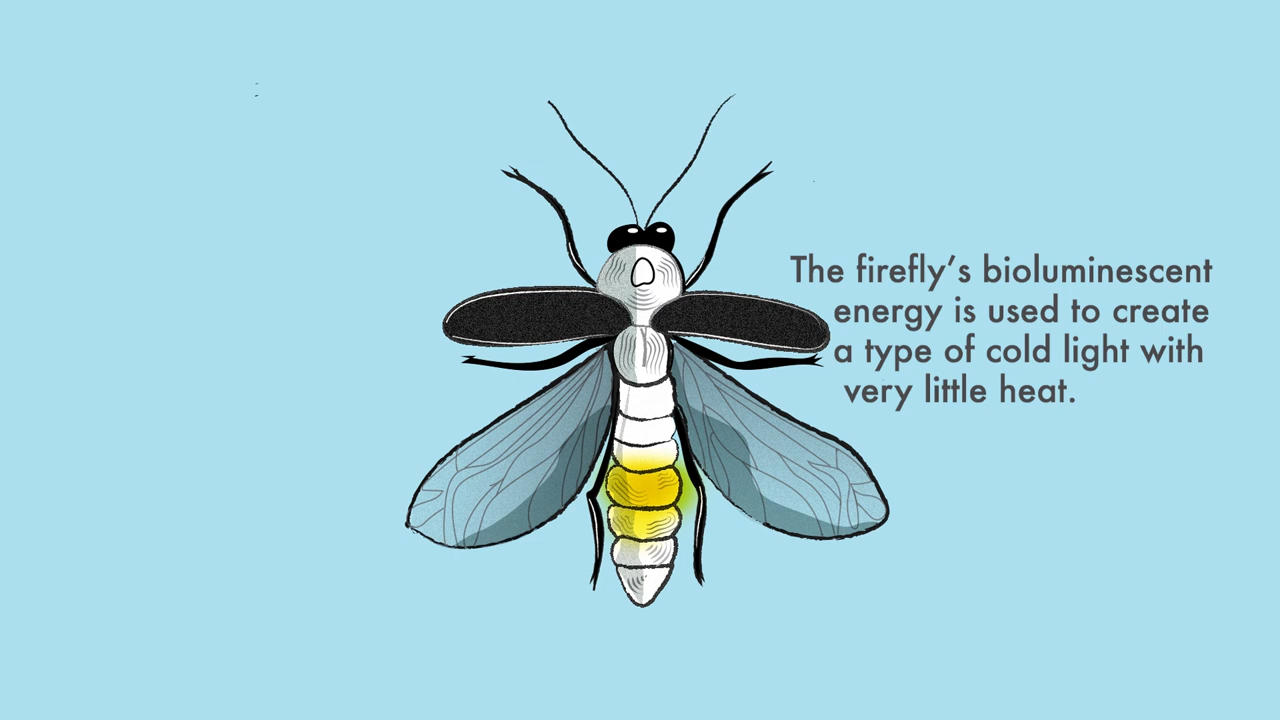 The firefly’s bioluminescent
energy is used to create
a type of cold light with
very little heat.